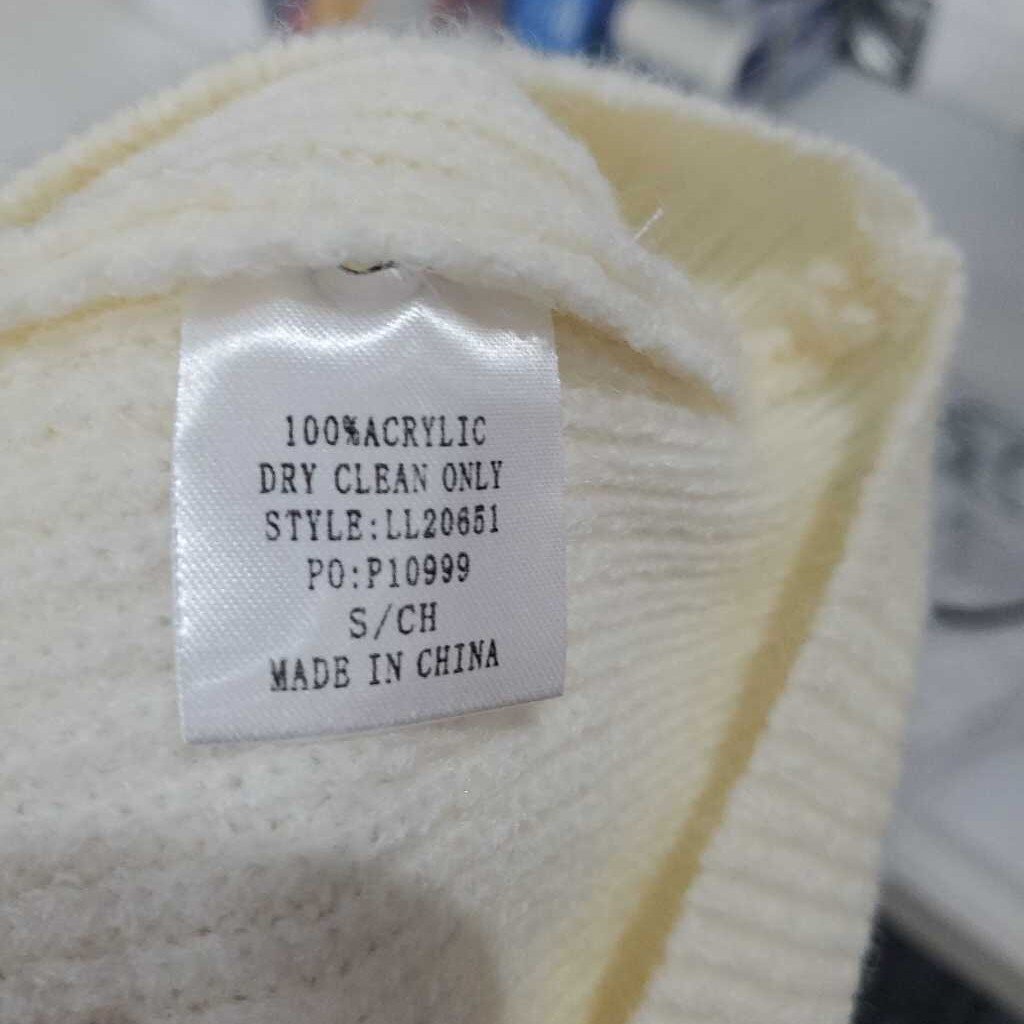 100%ACRYLIC
DRY CLEAN ONLY
STYLE:LL20651
PO:P10999
S/CH
MADE IN CHINA